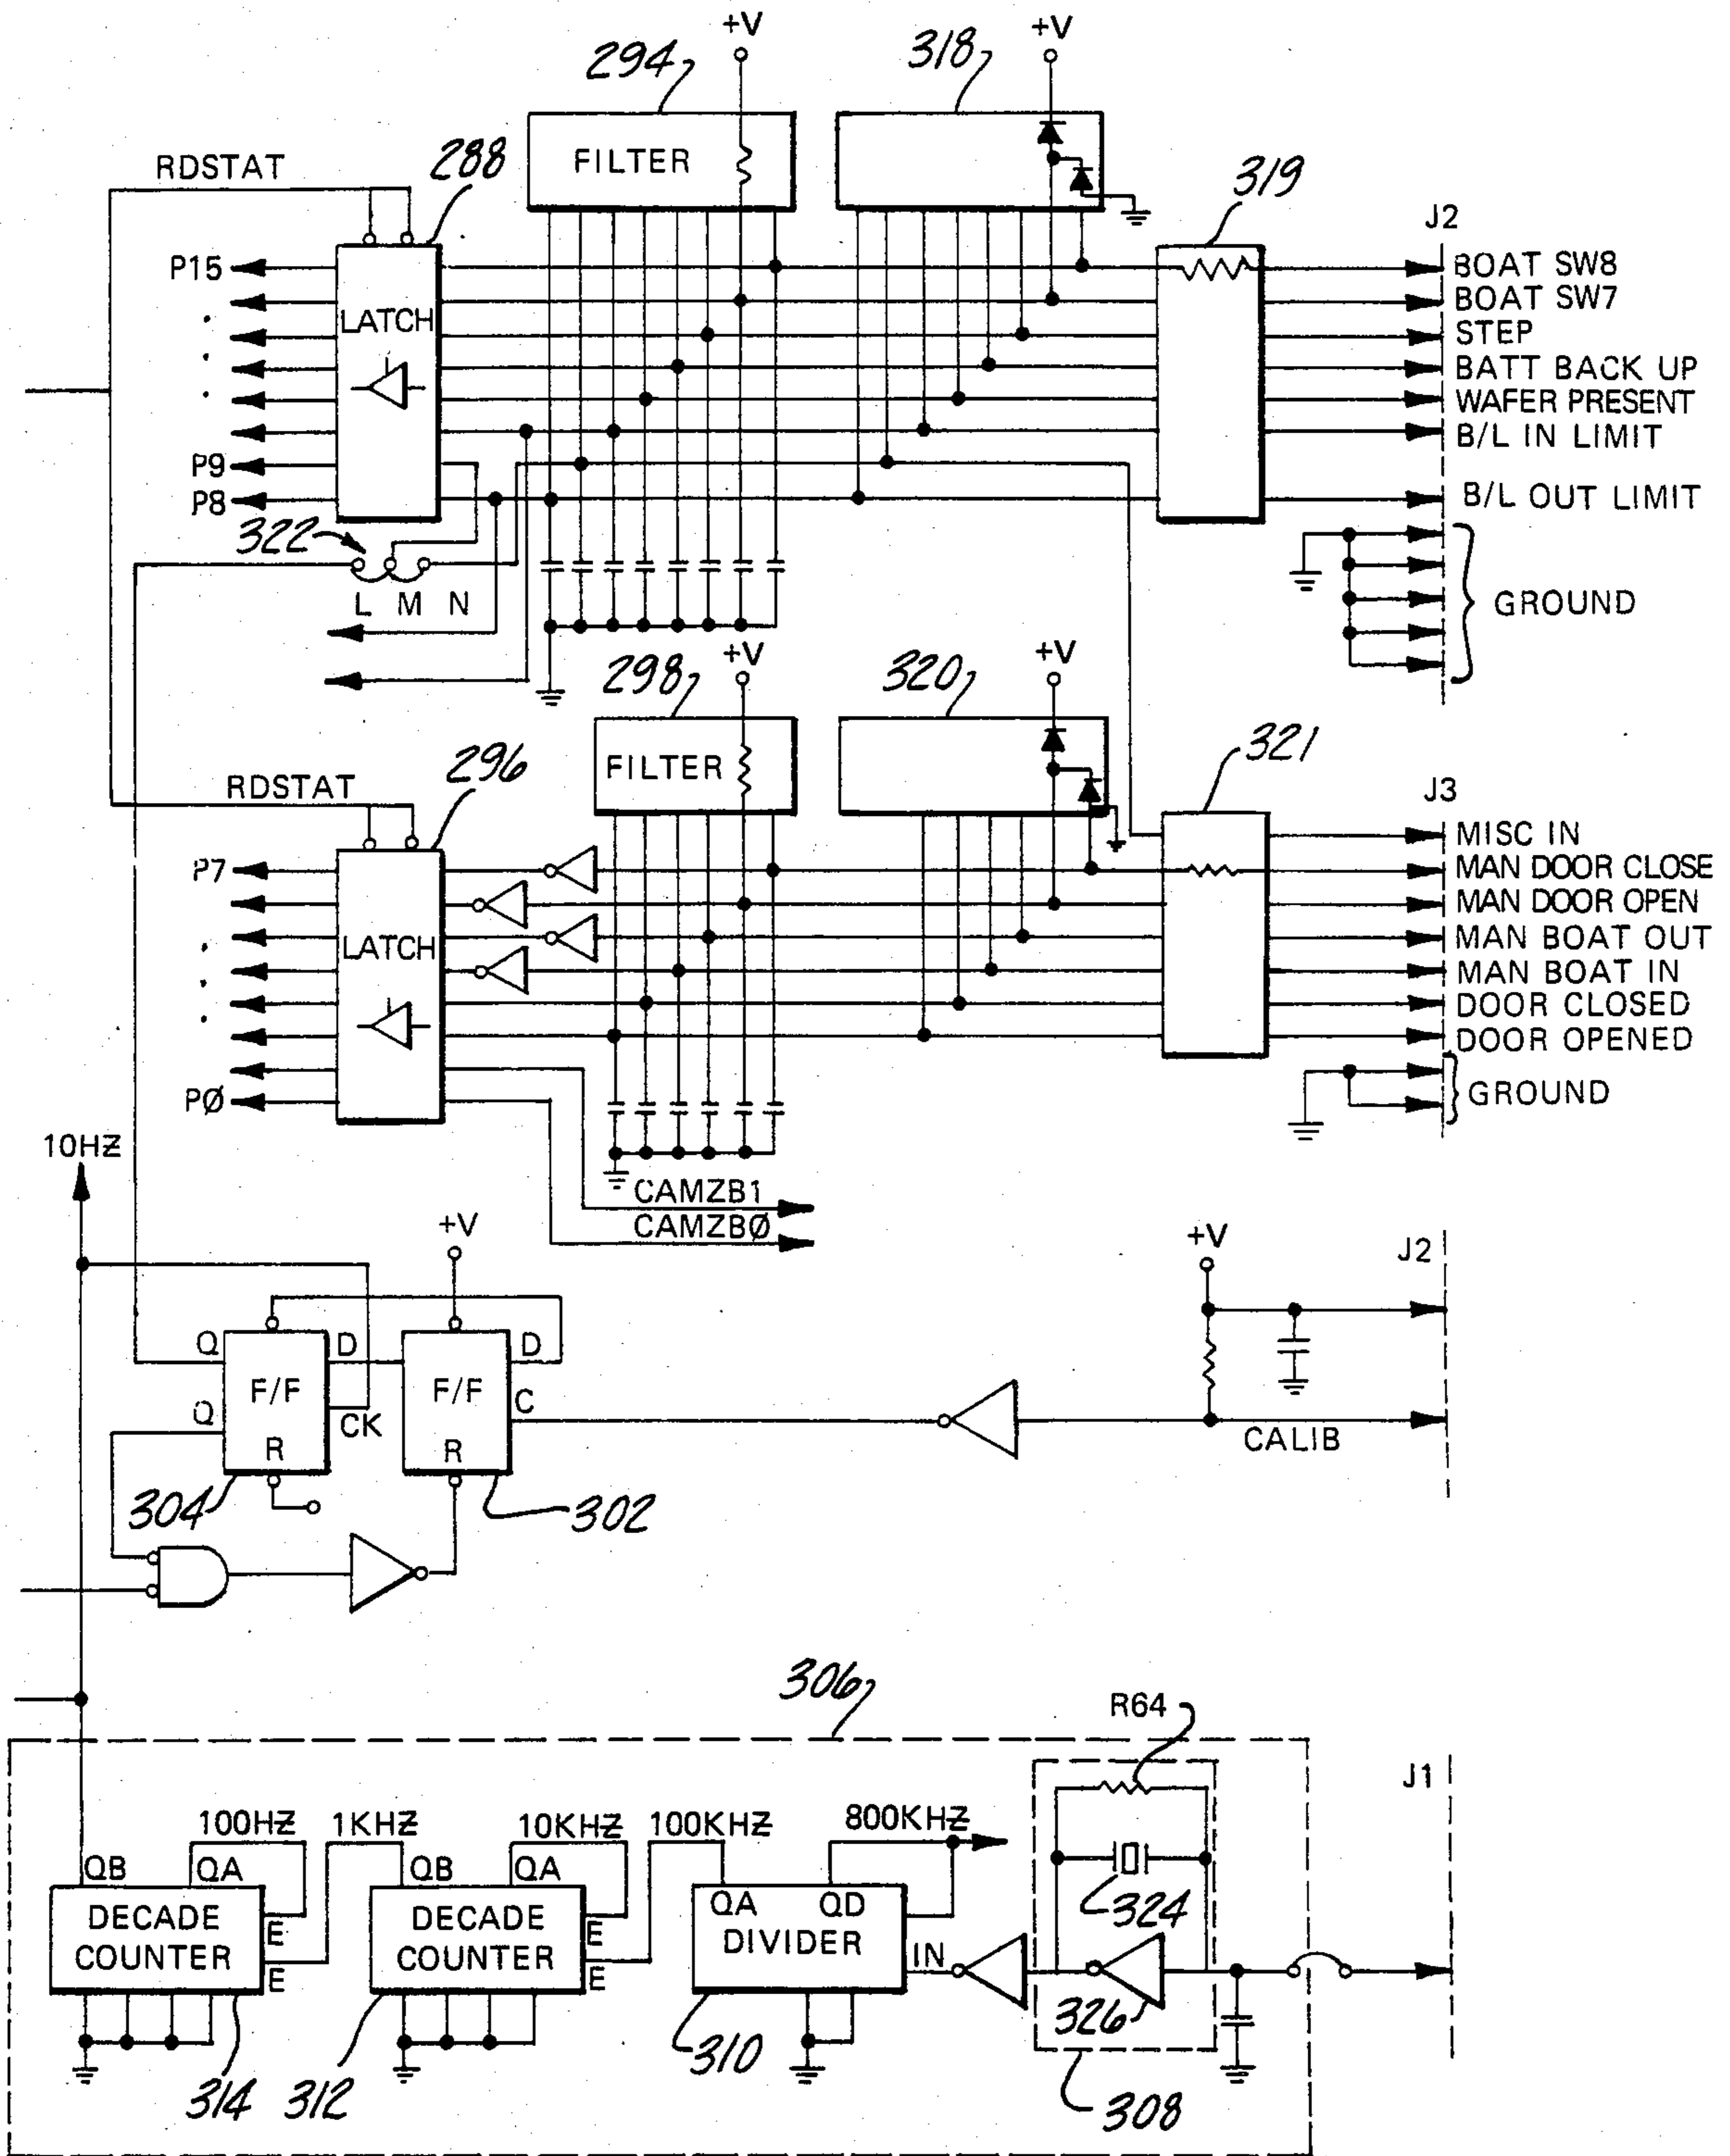 +V
+V
294
318
FILTER
RDSTAT
288
319
J2
P15
BOAT SW8
BOAT SW7
LATCH
STEP
BATT BACK UP
WAFER PRESENT
B/L IN LIMIT
P9
P8
B/L OUT LIMIT
322
L M N
GROUND
+V
+V
298
320
321
FILTER
RDSTAT
296
J3
MISC IN
P7
MAN DOOR CLOSE
MAN DOOR OPEN
LATCH
MAN BOAT OUT
MAN BOAT IN
DOOR CLOSED
DOOR OPENED
PØ
GROUND
10HZ
CAMZB1
CAMZBØ
+V
+V
J2
Q
D
D
F/F
F/F
C
Q
CK
R
R
CALIB
304
302
306
R64
J1
100HZ
1KHZ
10KHZ
100KHZ
800KHZ
QB
QA
QB
QA
QA
QD
324
DECADE
COUNTER
E
E
DECADE
COUNTER
E
E
DIVIDER
IN
326
314
312
310
308